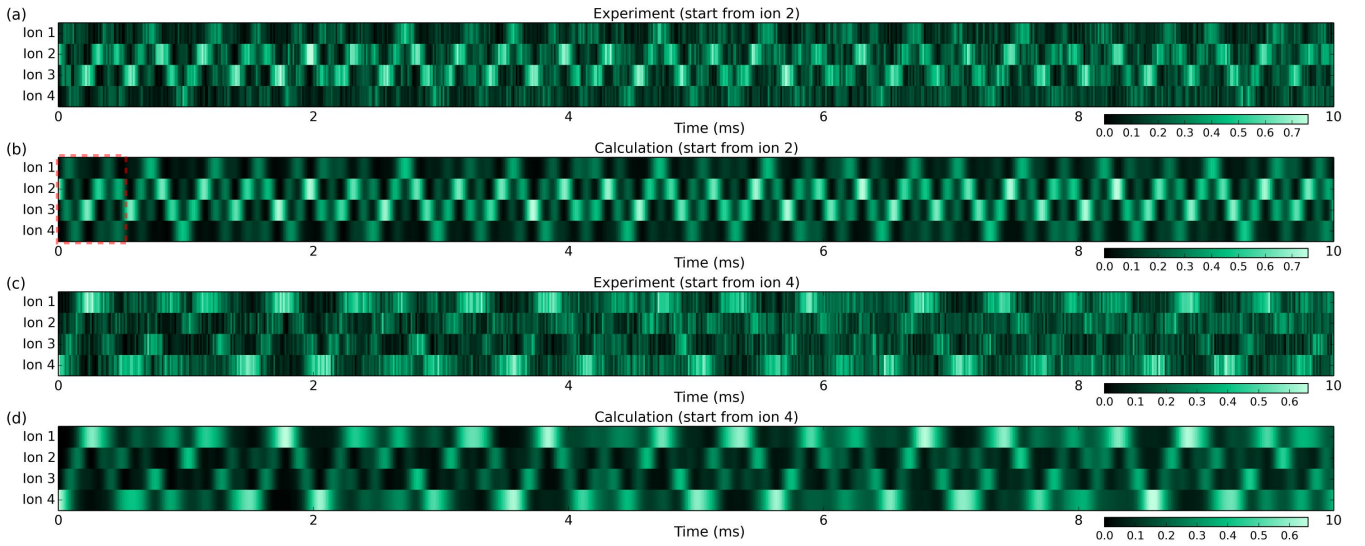 (a)
Experiment (start from ion 2)
Ion 1
Ion 2
Ion 3
Ion 4
0 2 4 6 8 10
Time (ms)
0.0 0.1 0.2 0.3 0.4 0.5 0.6 0.7
(b)
Calculation (start from ion 2)
Ion 1
Ion 2
Ion 3
Ion 4
0 2 4 6 8 10
Time (ms)
0.0 0.1 0.2 0.3 0.4 0.5 0.6 0.7
(c)
Experiment (start from ion 4)
Ion 1
Ion 2
Ion 3
Ion 4
0 2 4 6 8 10
Time (ms)
0.0 0.1 0.2 0.3 0.4 0.5 0.6
(d)
Calculation (start from ion 4)
Ion 1
Ion 2
Ion 3
Ion 4
0 2 4 6 8 10
Time (ms)
0.0 0.1 0.2 0.3 0.4 0.5 0.6